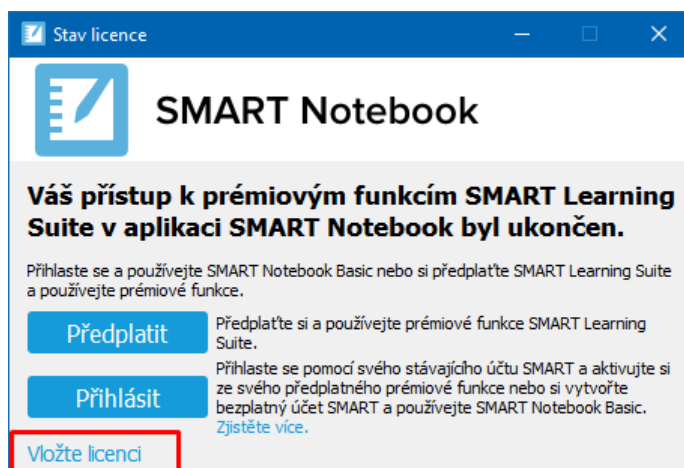 Stav licence
SMART Notebook
Váš přístup k prémiovým funkcím SMART Learning
Suite v aplikaci SMART Notebook byl ukončen.
Přihlaste se a používejte SMART Notebook Basic nebo si předplaťte SMART Learning Suite
a používejte prémiové funkce.
Předplatit
Předplaťte si a používejte prémiové funkce SMART Learning
Suite.
Přihlásit
Přihlaste se pomocí svého stávajícího účtu SMART a aktivujte si
ze svého předplatného prémiové funkce nebo si vytvořte
bezplatný účet SMART a používejte SMART Notebook Basic.
Zjistěte více.
Vložte licenci